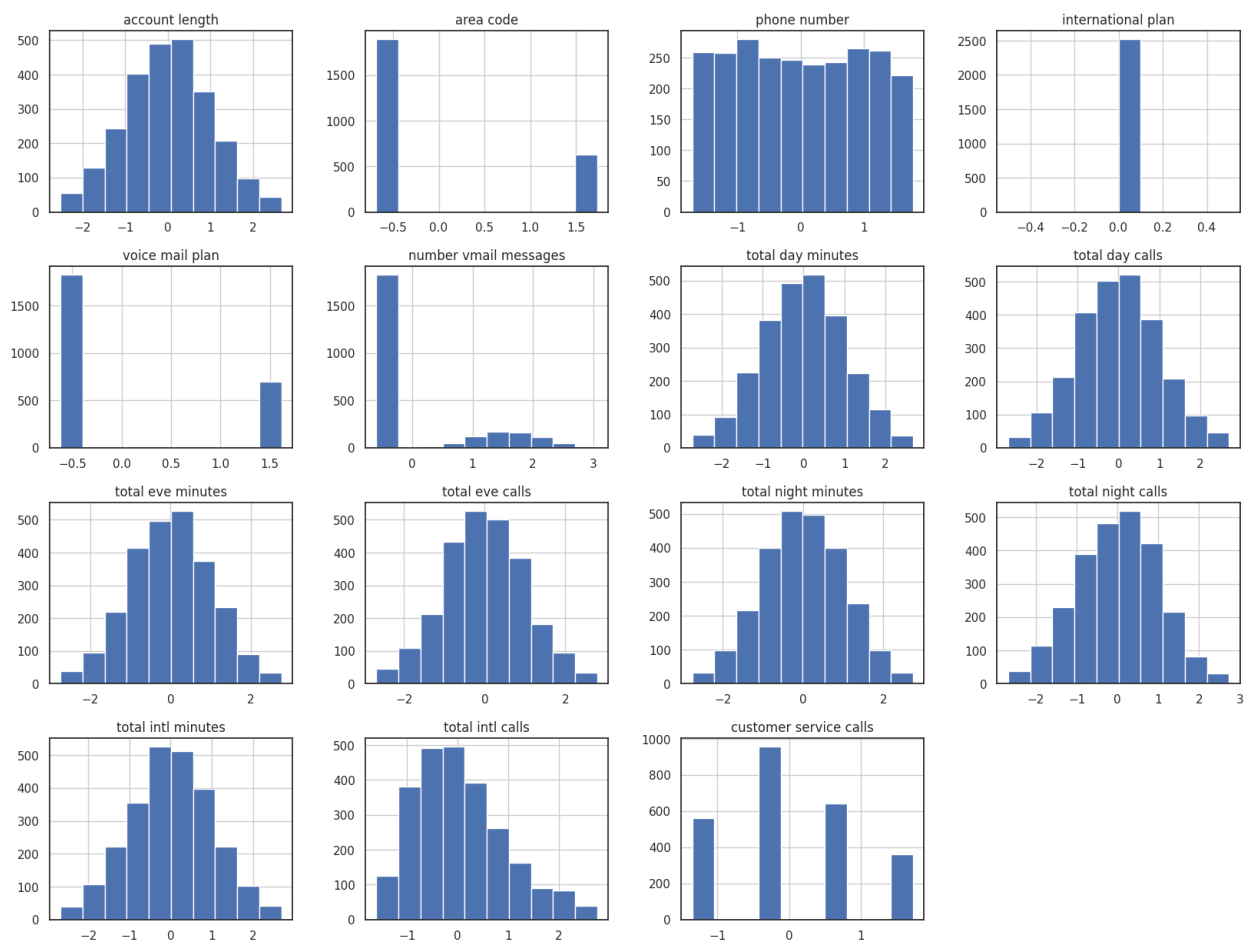 account length
area code
phone number
international plan
500
400
300
200
100
0
−2 −1 0 1 2
1500
1000
500
0
−0.5 0.0 0.5 1.0 1.5
250
200
150
100
50
0
−1 0 1
2500
2000
1500
1000
500
0
−0.4 −0.2 0.0 0.2 0.4
voice mail plan
number vmail messages
total day minutes
total day calls
1500
1000
500
0
−0.5 0.0 0.5 1.0 1.5
1500
1000
500
0
0 1 2 3
500
400
300
200
100
0
−2 −1 0 1 2
500
400
300
200
100
0
−2 −1 0 1 2
total eve minutes
total eve calls
total night minutes
total night calls
500
400
300
200
100
0
−2 0 2
500
400
300
200
100
0
−2 0 2
500
400
300
200
100
0
−2 0 2
500
400
300
200
100
0
−2 −1 0 1 2 3
total intl minutes
total intl calls
customer service calls
500
400
300
200
100
0
−2 −1 0 1 2
500
400
300
200
100
0
−1 0 1 2
1000
800
600
400
200
0
−1 0 1